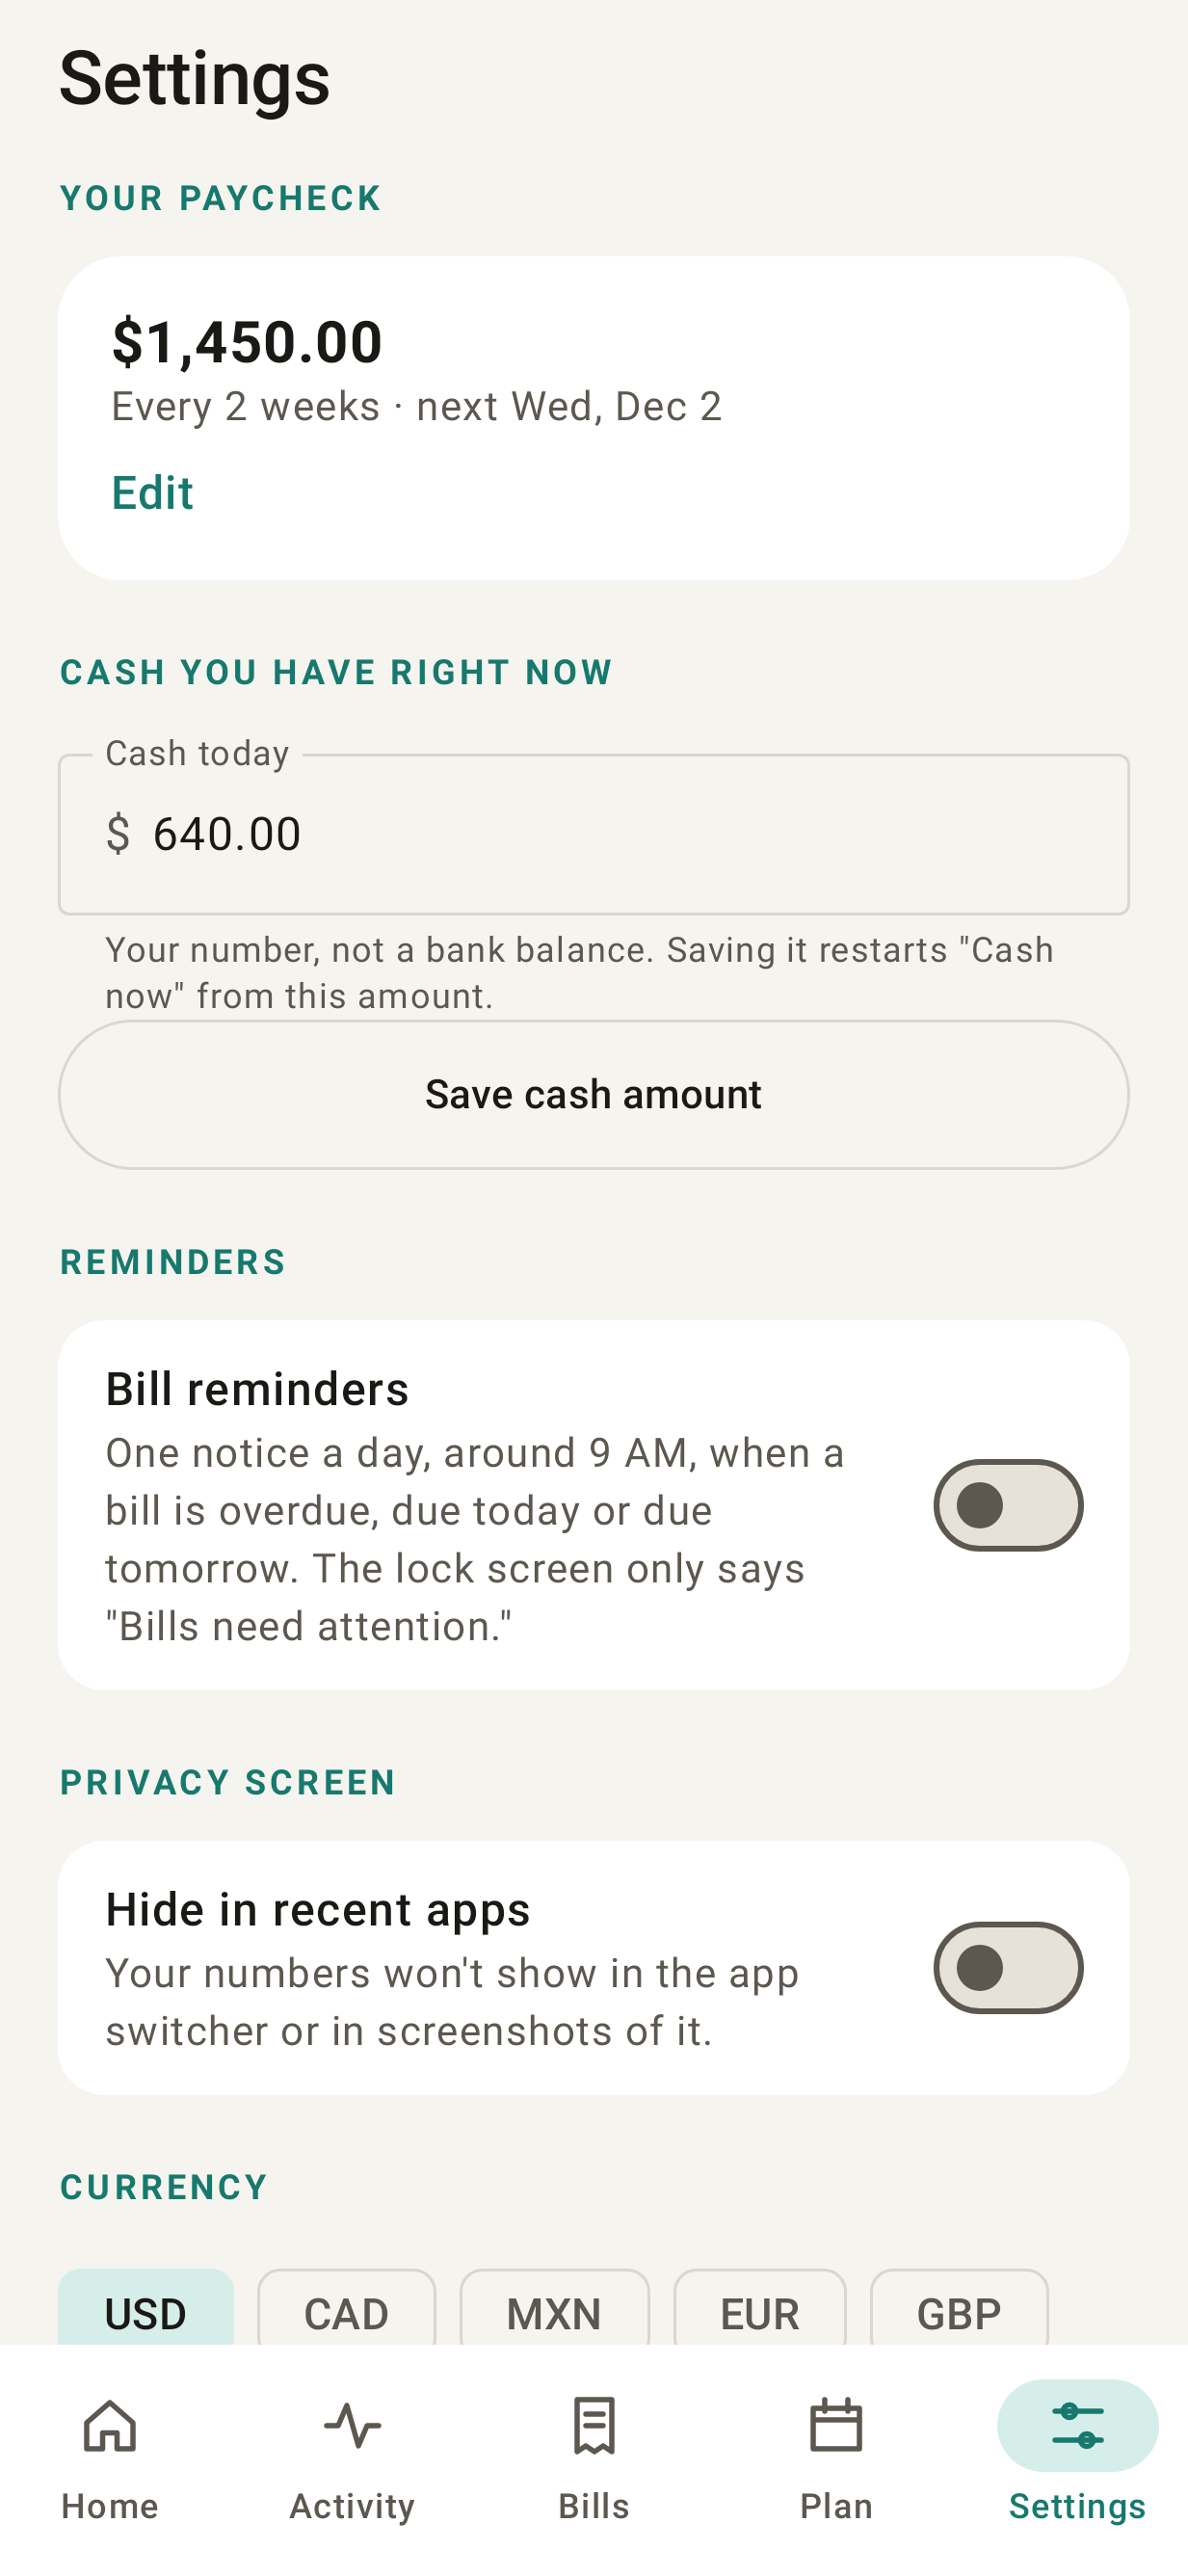 Settings
YOUR PAYCHECK
$1,450.00
Every 2 weeks · next Wed, Dec 2
Edit
CASH YOU HAVE RIGHT NOW
Cash today
$ 640.00
Your number, not a bank balance. Saving it restarts "Cash
now" from this amount.
Save cash amount
REMINDERS
Bill reminders
One notice a day, around 9 AM, when a
bill is overdue, due today or due
tomorrow. The lock screen only says
"Bills need attention."
PRIVACY SCREEN
Hide in recent apps
Your numbers won't show in the app
switcher or in screenshots of it.
CURRENCY
USD CAD MXN EUR GBP
Home Activity Bills Plan Settings